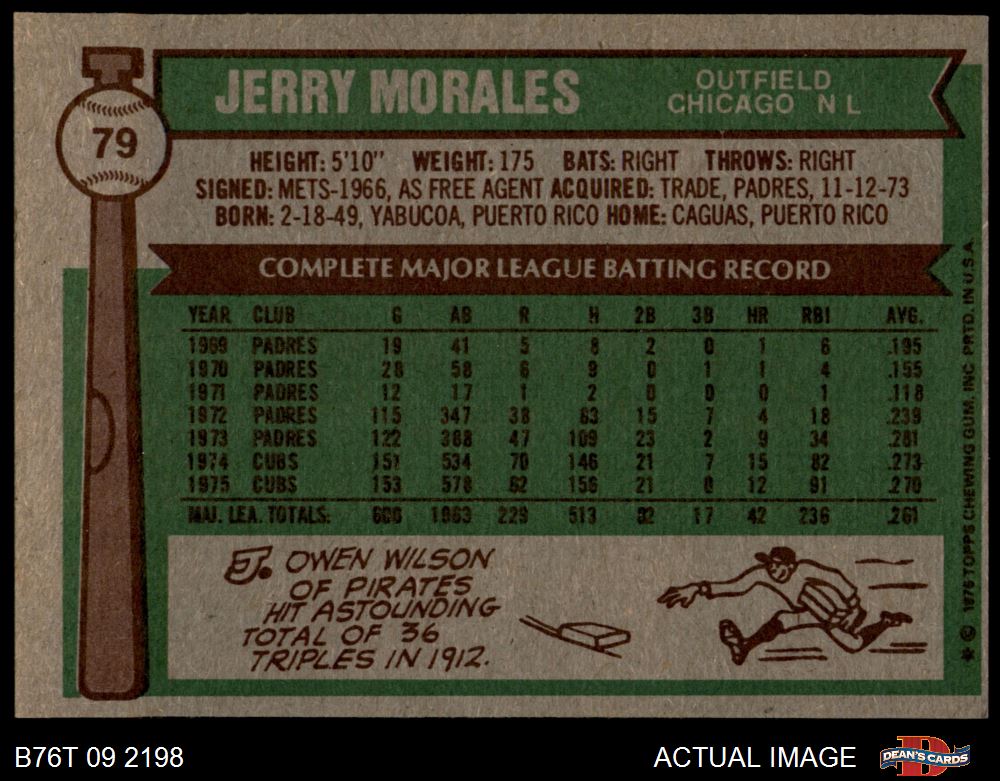 JERRY MORALES
OUTFIELD
CHICAGO N L
79
HEIGHT: 5'10" WEIGHT: 175 BATS: RIGHT THROWS: RIGHT
SIGNED: METS-1966, AS FREE AGENT ACQUIRED: TRADE, PADRES, 11-12-73
BORN: 2-18-49, YABUCOA, PUERTO RICO HOME: CAGUAS, PUERTO RICO
COMPLETE MAJOR LEAGUE BATTING RECORD
YEAR CLUB G AB R H 2B 3B HR RBI AVG.
1969 PADRES 19 41 5 8 2 0 1 6 .195
1970 PADRES 26 58 6 9 0 1 1 4 .155
1971 PADRES 12 17 1 2 0 0 0 1 .118
1972 PADRES 115 347 38 83 15 7 4 18 .239
1973 PADRES 122 388 47 109 23 2 9 34 .281
1974 CUBS 151 534 70 146 21 7 15 82 .273
1975 CUBS 153 578 62 156 21 0 12 91 .270
MAJ. LEA. TOTALS: 1963 229 513 82 17 42 236 .261
OWEN WILSON
OF PIRATES
HIT ASTOUNDING
TOTAL OF 36
TRIPLES IN 1912.
* © 1976 TOPPS CHEWING GUM, INC PRTD. IN U.S.A.
B76T 09 2198
ACTUAL IMAGE
D
DEAN'S CARDS